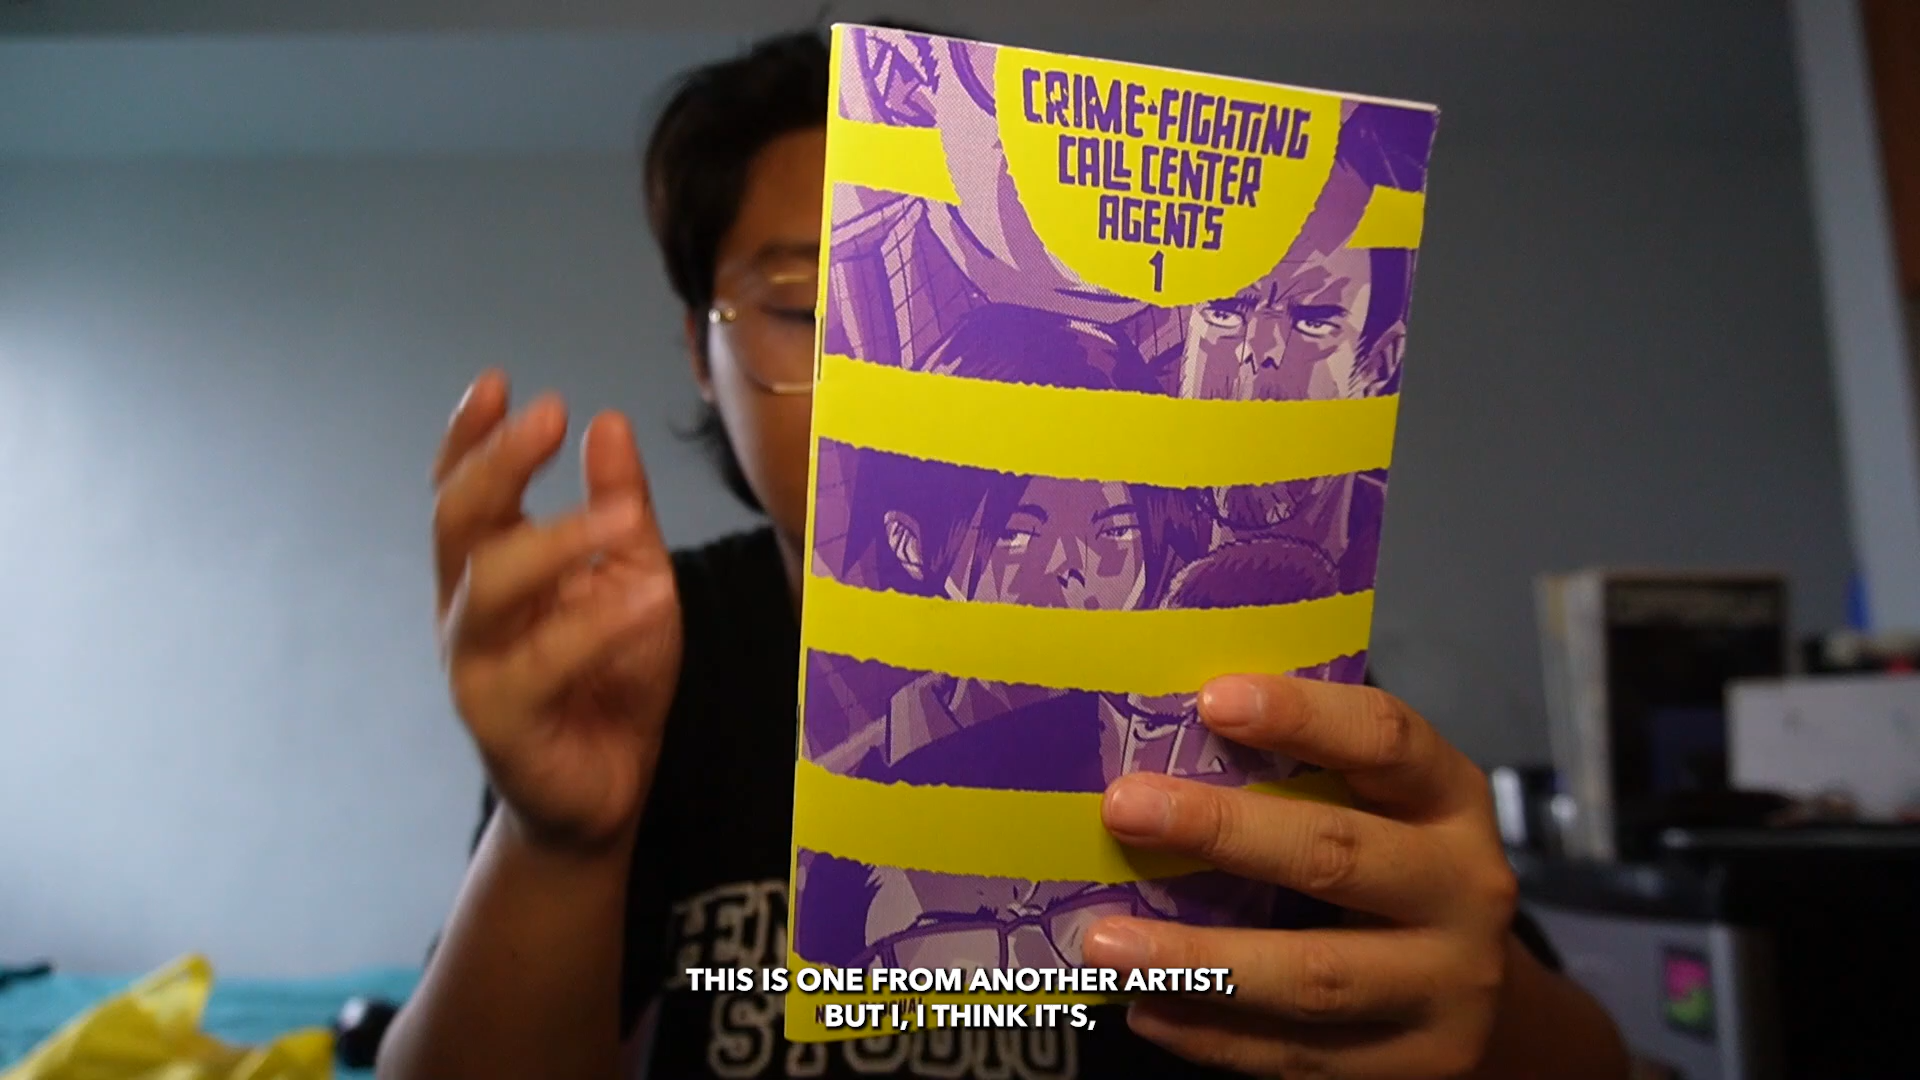 CRIME-FIGHTING
CALL CENTER
AGENTS
1
THIS IS ONE FROM ANOTHER ARTIST,
BUT I, I THINK IT'S,